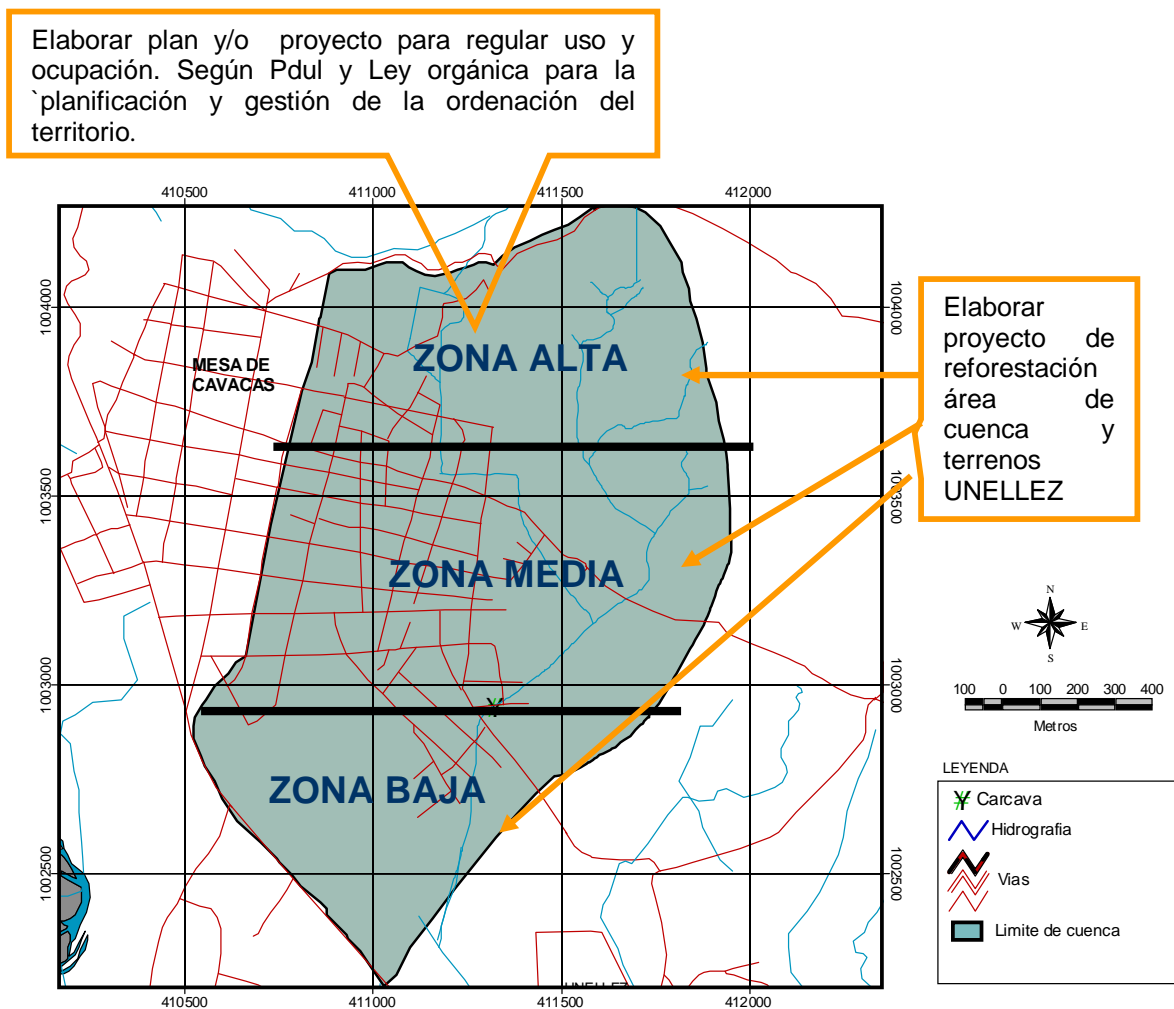 Elaborar plan y/o proyecto para regular uso y
ocupación. Según Pdul y Ley orgánica para la
`planificación y gestión de la ordenación del
territorio.
410500 411000 411500 412000
1004000 1004000
MESA DE
CAVACAS
ZONA ALTA
Elaborar
proyecto de
reforestación
área de
cuenca y
terrenos
UNELLEZ
1003500 1003500
ZONA MEDIA
N
W E
S
1003000 1003000
100 0 100 200 300 400
Metros
ZONA BAJA
LEYENDA
Carcava
Hidrografia
Vias
Limite de cuenca
1002500 1002500
UNELLEZ
410500 411000 411500 412000